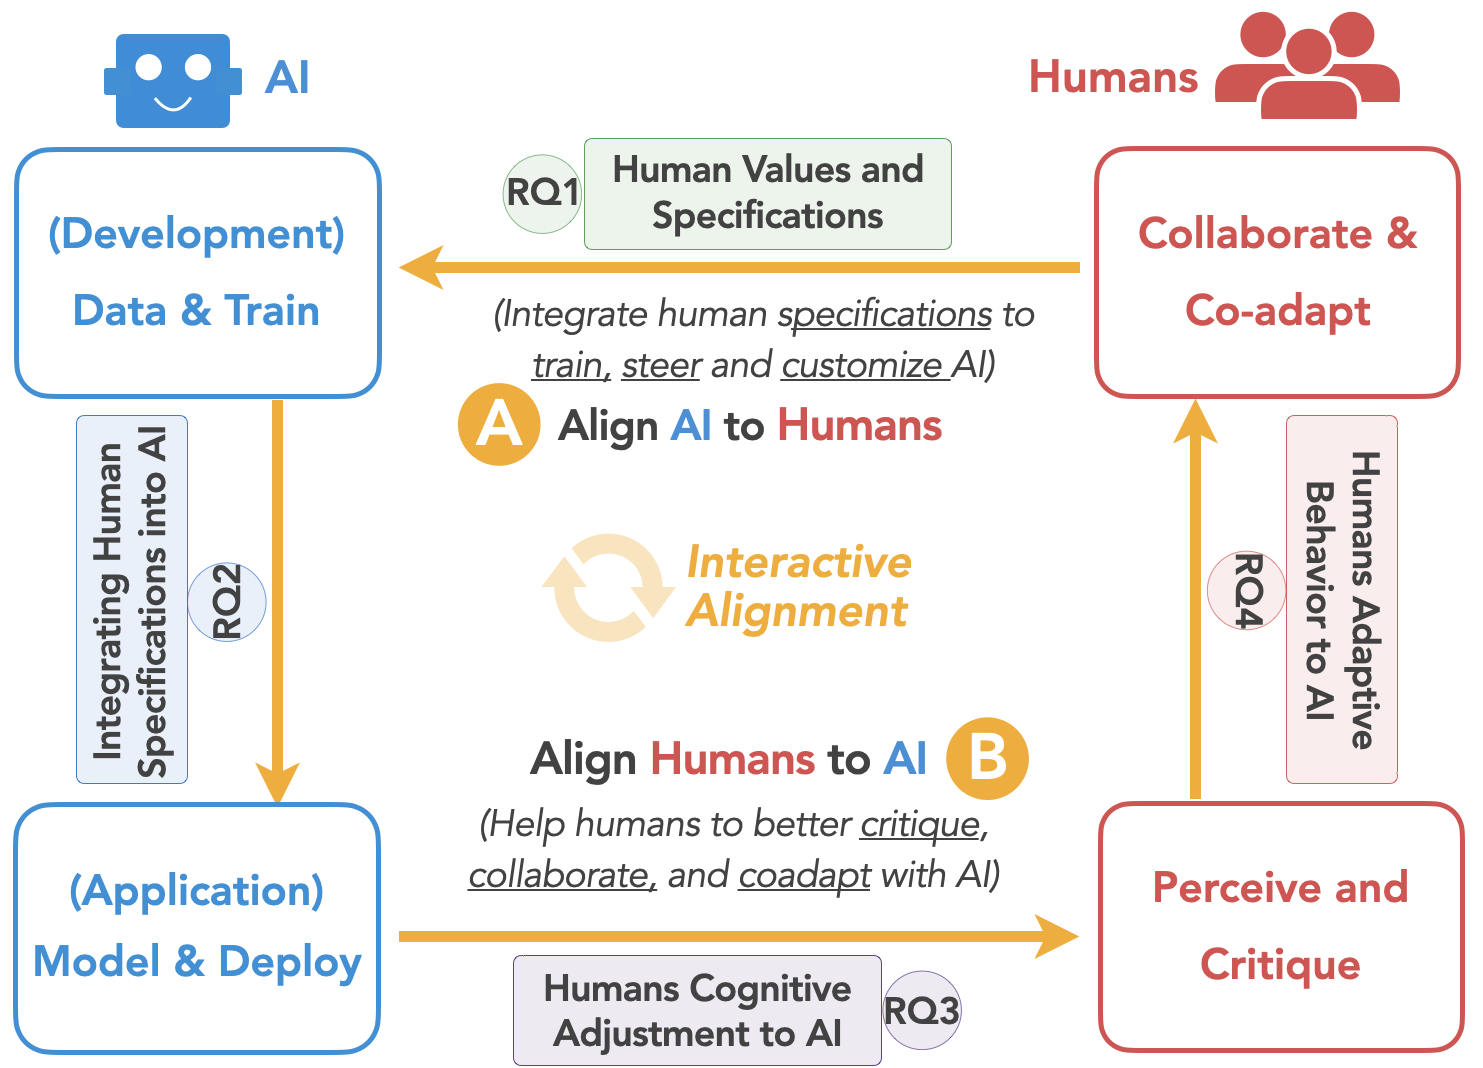 AI
Humans
(Development)
Data & Train
RQ1
Human Values and
Specifications
Collaborate &
Co-adapt
(Integrate human specifications to
train, steer and customize AI)
A
Align AI to Humans
Integrating Human
Specifications into AI
RQ2
Interactive
Alignment
RQ4
Humans Adaptive
Behavior to AI
Align Humans to AI
B
(Help humans to better critique,
collaborate, and coadapt with AI)
(Application)
Model & Deploy
Humans Cognitive
Adjustment to AI
RQ3
Perceive and
Critique